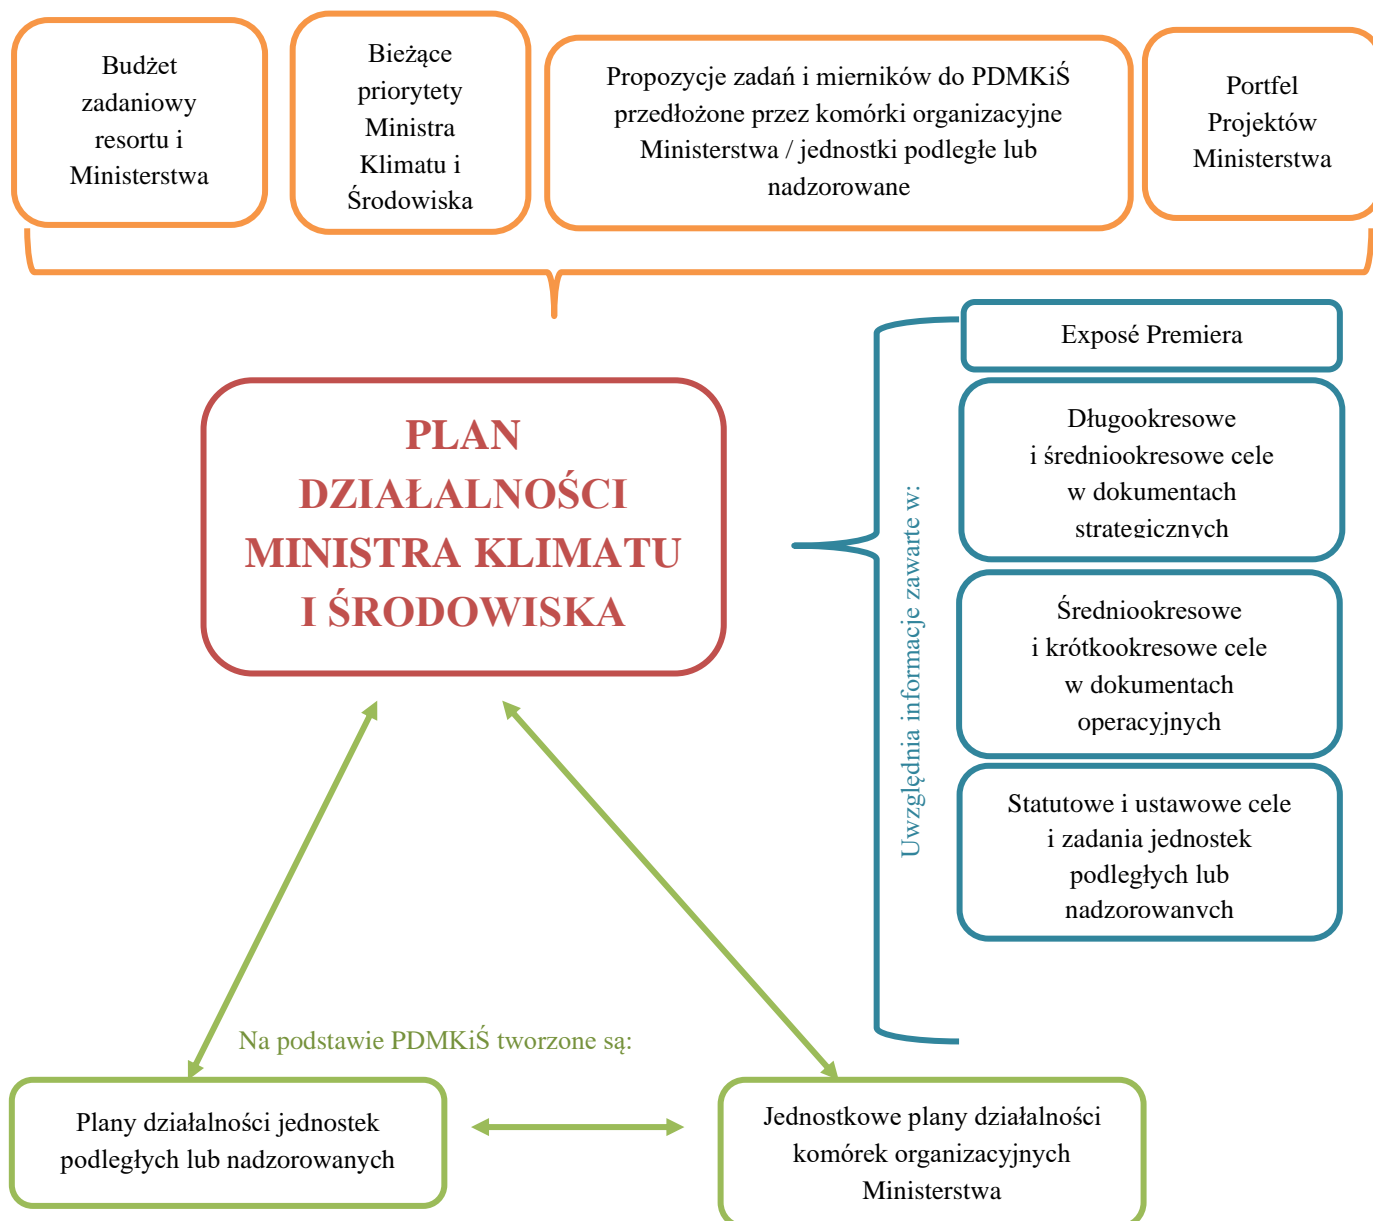 Budżet
zadaniowy
resortu i
Ministerstwa
Bieżące
priorytety
Ministra
Klimatu i
Środowiska
Propozycje zadań i mierników do PDMKiŚ
przedłożone przez komórki organizacyjne
Ministerstwa / jednostki podległe lub
nadzorowane
Portfel
Projektów
Ministerstwa
PLAN
DZIAŁALNOŚCI
MINISTRA KLIMATU
I ŚRODOWISKA
Uwzględnia informacje zawarte w:
Exposé Premiera
Długookresowe
i średniookresowe cele
w dokumentach
strategicznych
Średniookresowe
i krótkookresowe cele
w dokumentach
operacyjnych
Statutowe i ustawowe cele
i zadania jednostek
podległych lub
nadzorowanych
Na podstawie PDMKiŚ tworzone są:
Plany działalności jednostek
podległych lub nadzorowanych
Jednostkowe plany działalności
komórek organizacyjnych
Ministerstwa